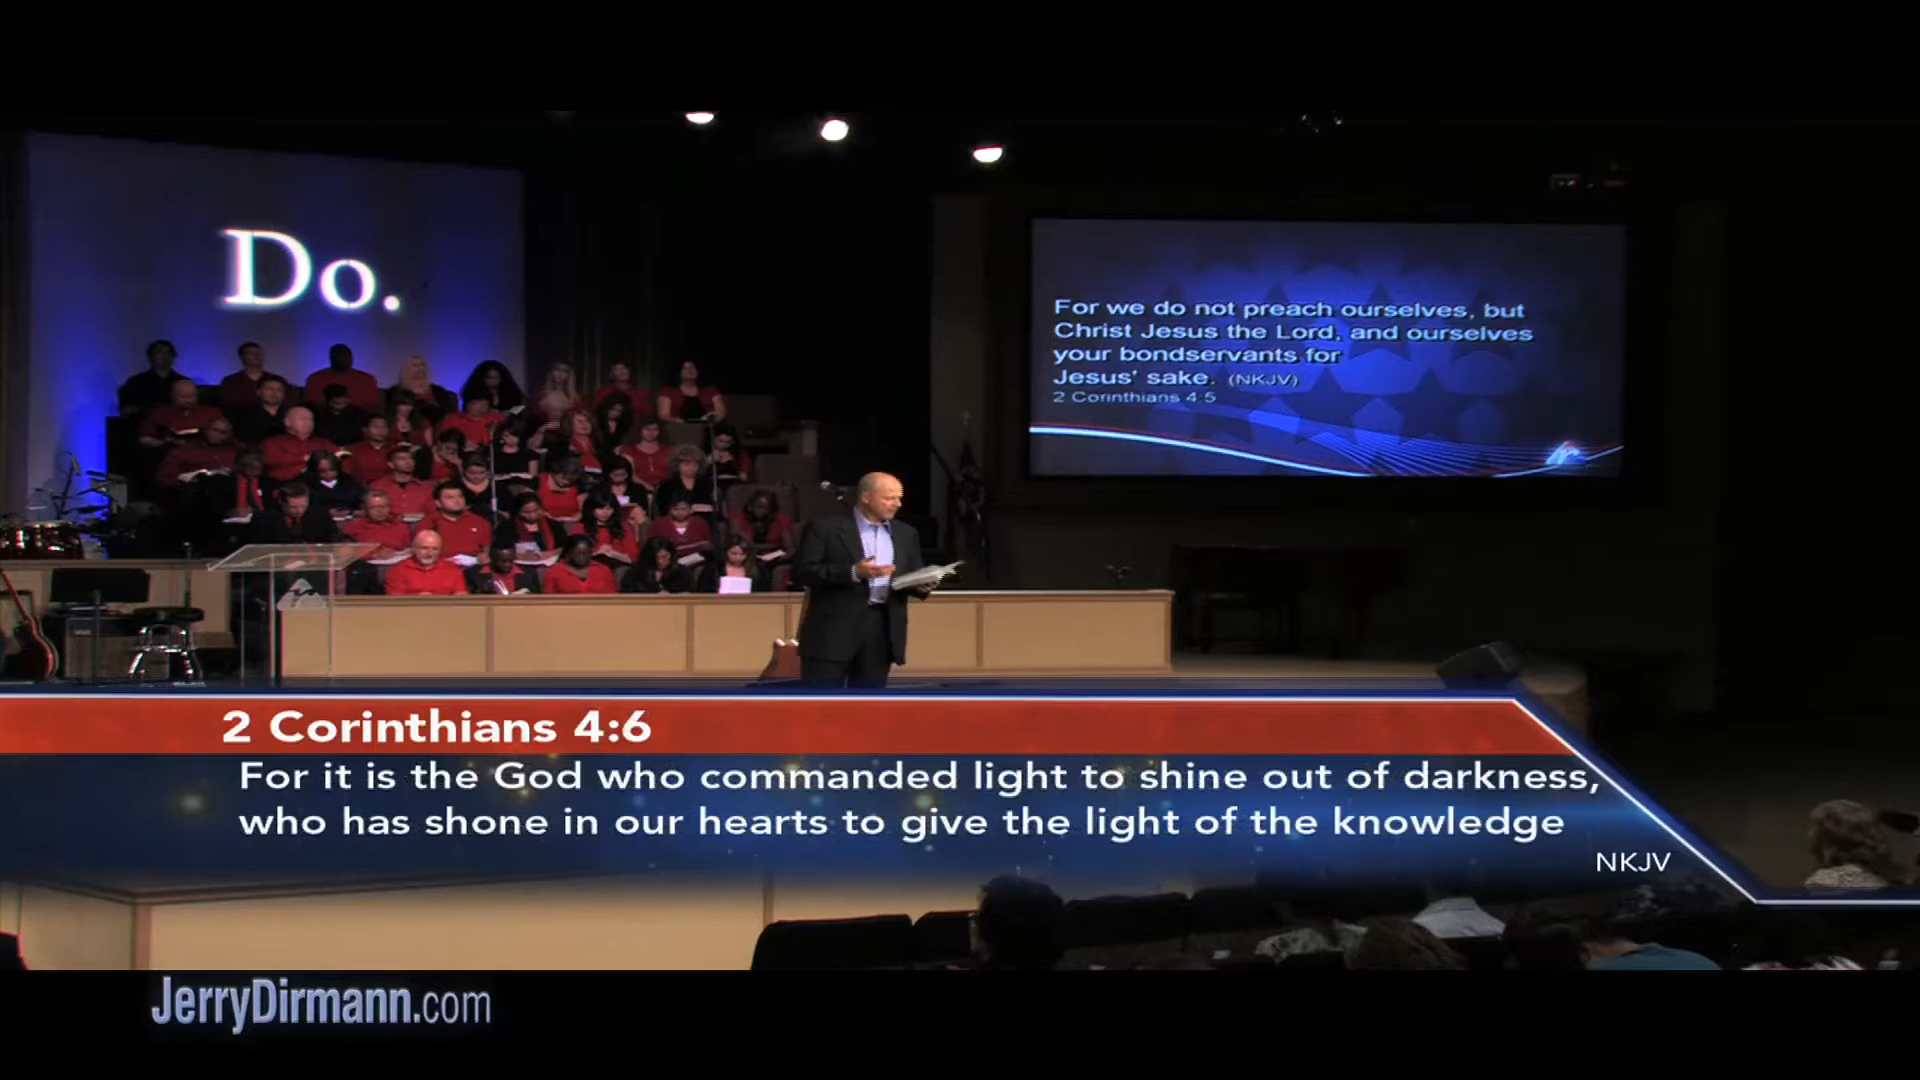 Do.
For we do not preach ourselves, but
Christ Jesus the Lord, and ourselves
your bondservants for
Jesus' sake. (NKJV)
2 Corinthians 4:5
2 Corinthians 4:6
For it is the God who commanded light to shine out of darkness,
who has shone in our hearts to give the light of the knowledge
NKJV
JerryDirmann.com